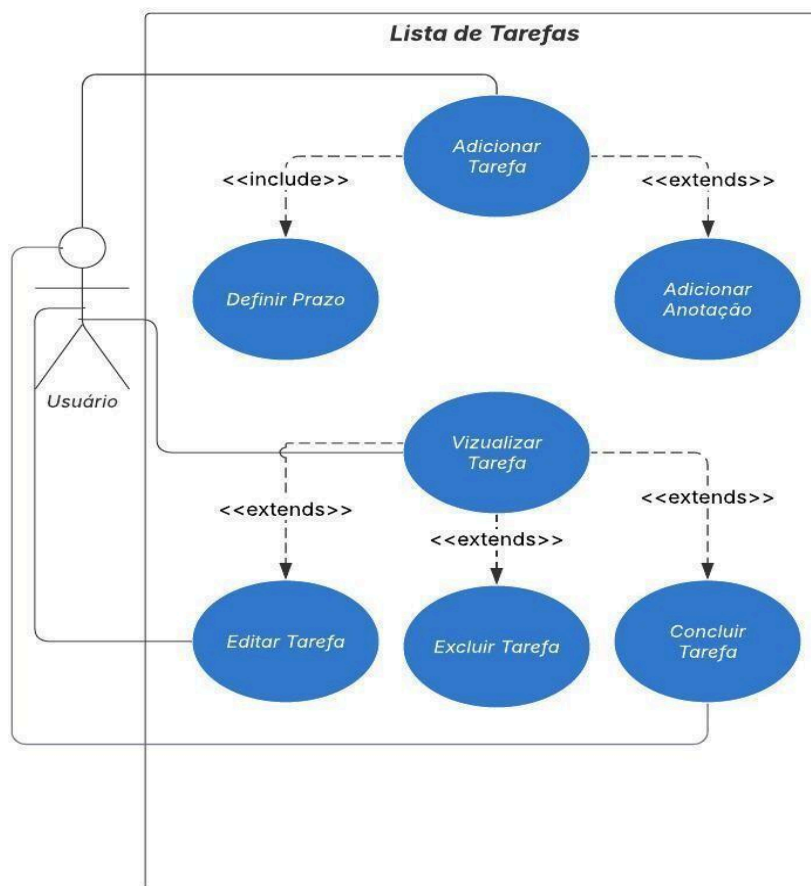 Lista de Tarefas
Adicionar
Tarefa
<<include>>
<<extends>>
Definir Prazo
Adicionar
Anotação
Usuário
Vizualizar
Tarefa
<<extends>>
<<extends>>
<<extends>>
Editar Tarefa
Excluir Tarefa
Concluir
Tarefa